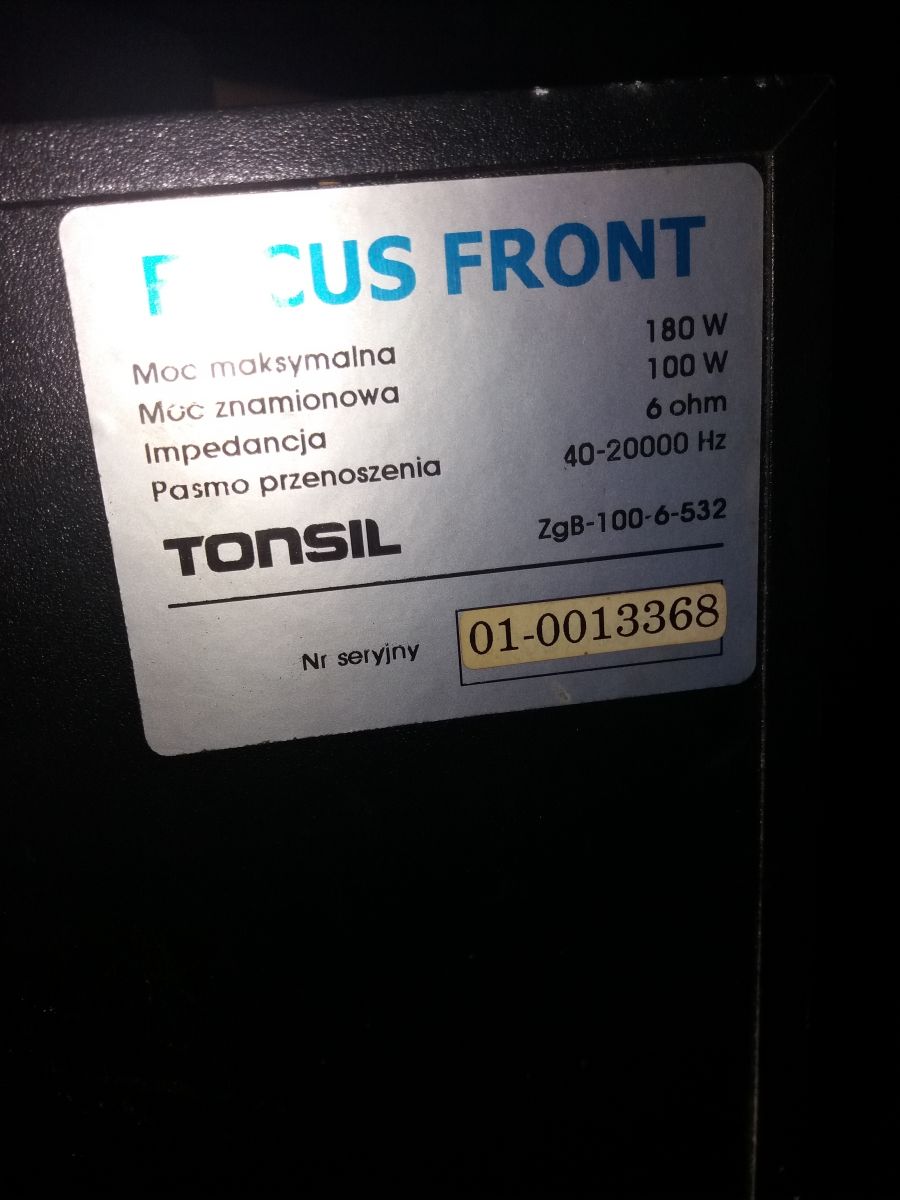 FOCUS FRONT
Moc maksymalna 180 W
Moc znamionowa 100 W
Impedancja 6 ohm
Pasmo przenoszenia 40-20000 Hz
TONSIL ZgB-100-6-532
Nr seryjny 01-0013368